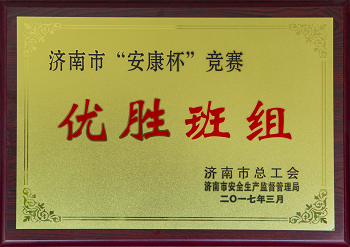 济南市“安康杯”竞赛
优胜班组
济南市总工会
济南市安全生产监督管理局
二〇一七年三月